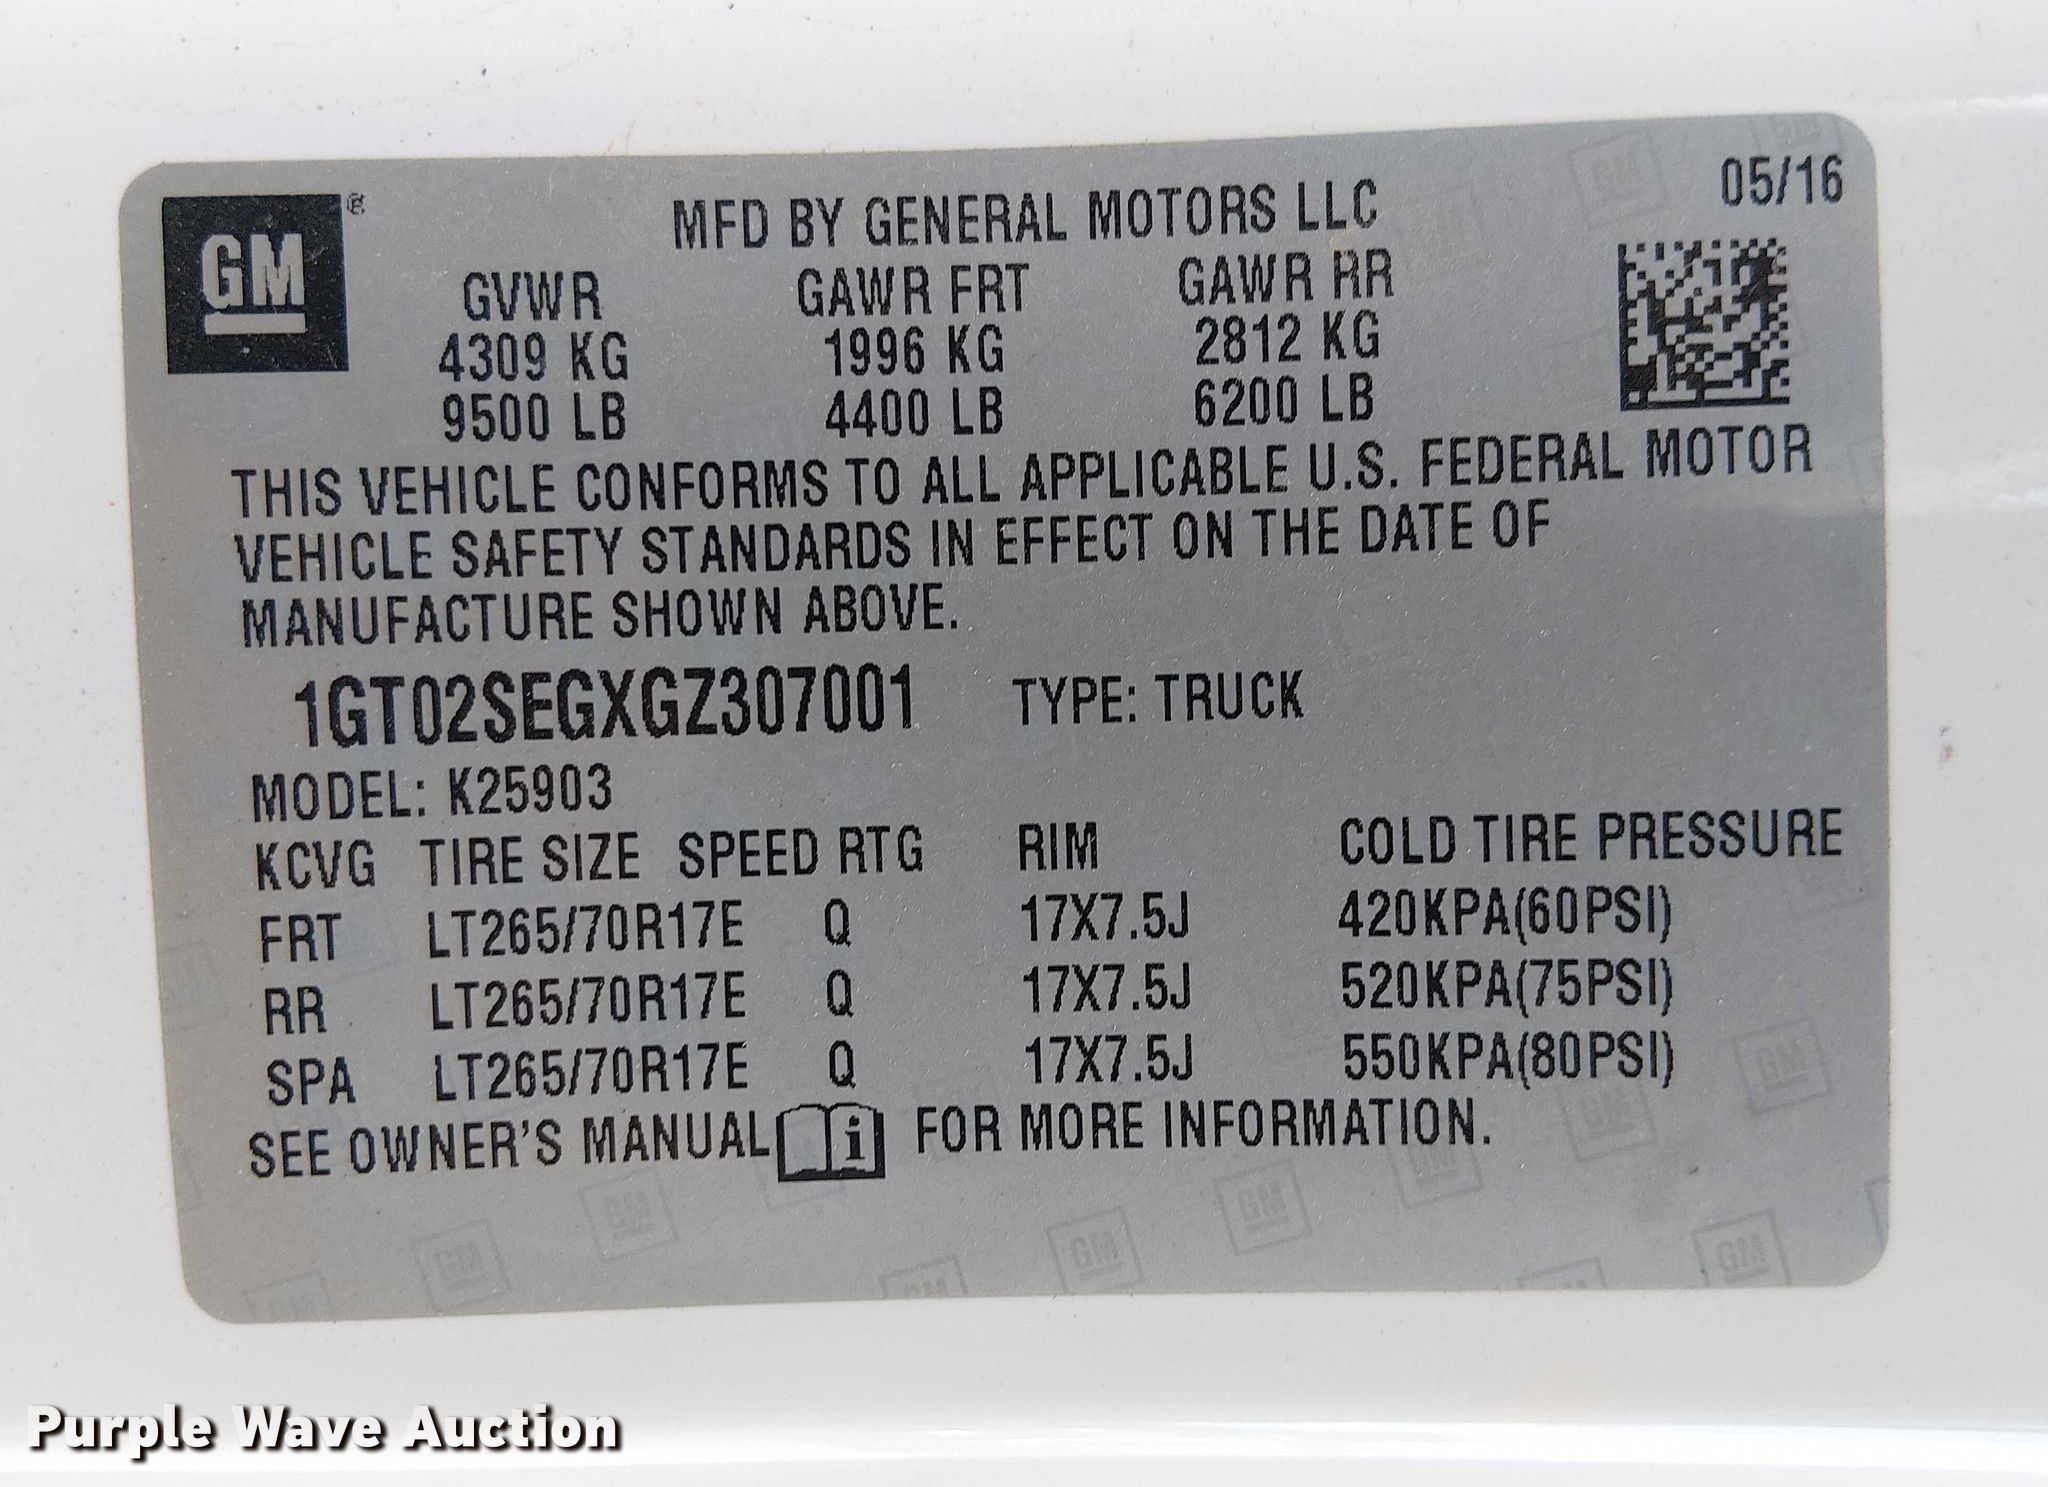 GM ®
MFD BY GENERAL MOTORS LLC 05/16
GVWR GAWR FRT GAWR RR
4309 KG 1996 KG 2812 KG
9500 LB 4400 LB 6200 LB
THIS VEHICLE CONFORMS TO ALL APPLICABLE U.S. FEDERAL MOTOR
VEHICLE SAFETY STANDARDS IN EFFECT ON THE DATE OF
MANUFACTURE SHOWN ABOVE.
1GT02SEGXGZ307001 TYPE: TRUCK
MODEL: K25903
KCVG TIRE SIZE SPEED RTG RIM COLD TIRE PRESSURE
FRT LT265/70R17E Q 17X7.5J 420KPA(60PSI)
RR LT265/70R17E Q 17X7.5J 520KPA(75PSI)
SPA LT265/70R17E Q 17X7.5J 550KPA(80PSI)
SEE OWNER'S MANUAL i FOR MORE INFORMATION.
Purple Wave Auction